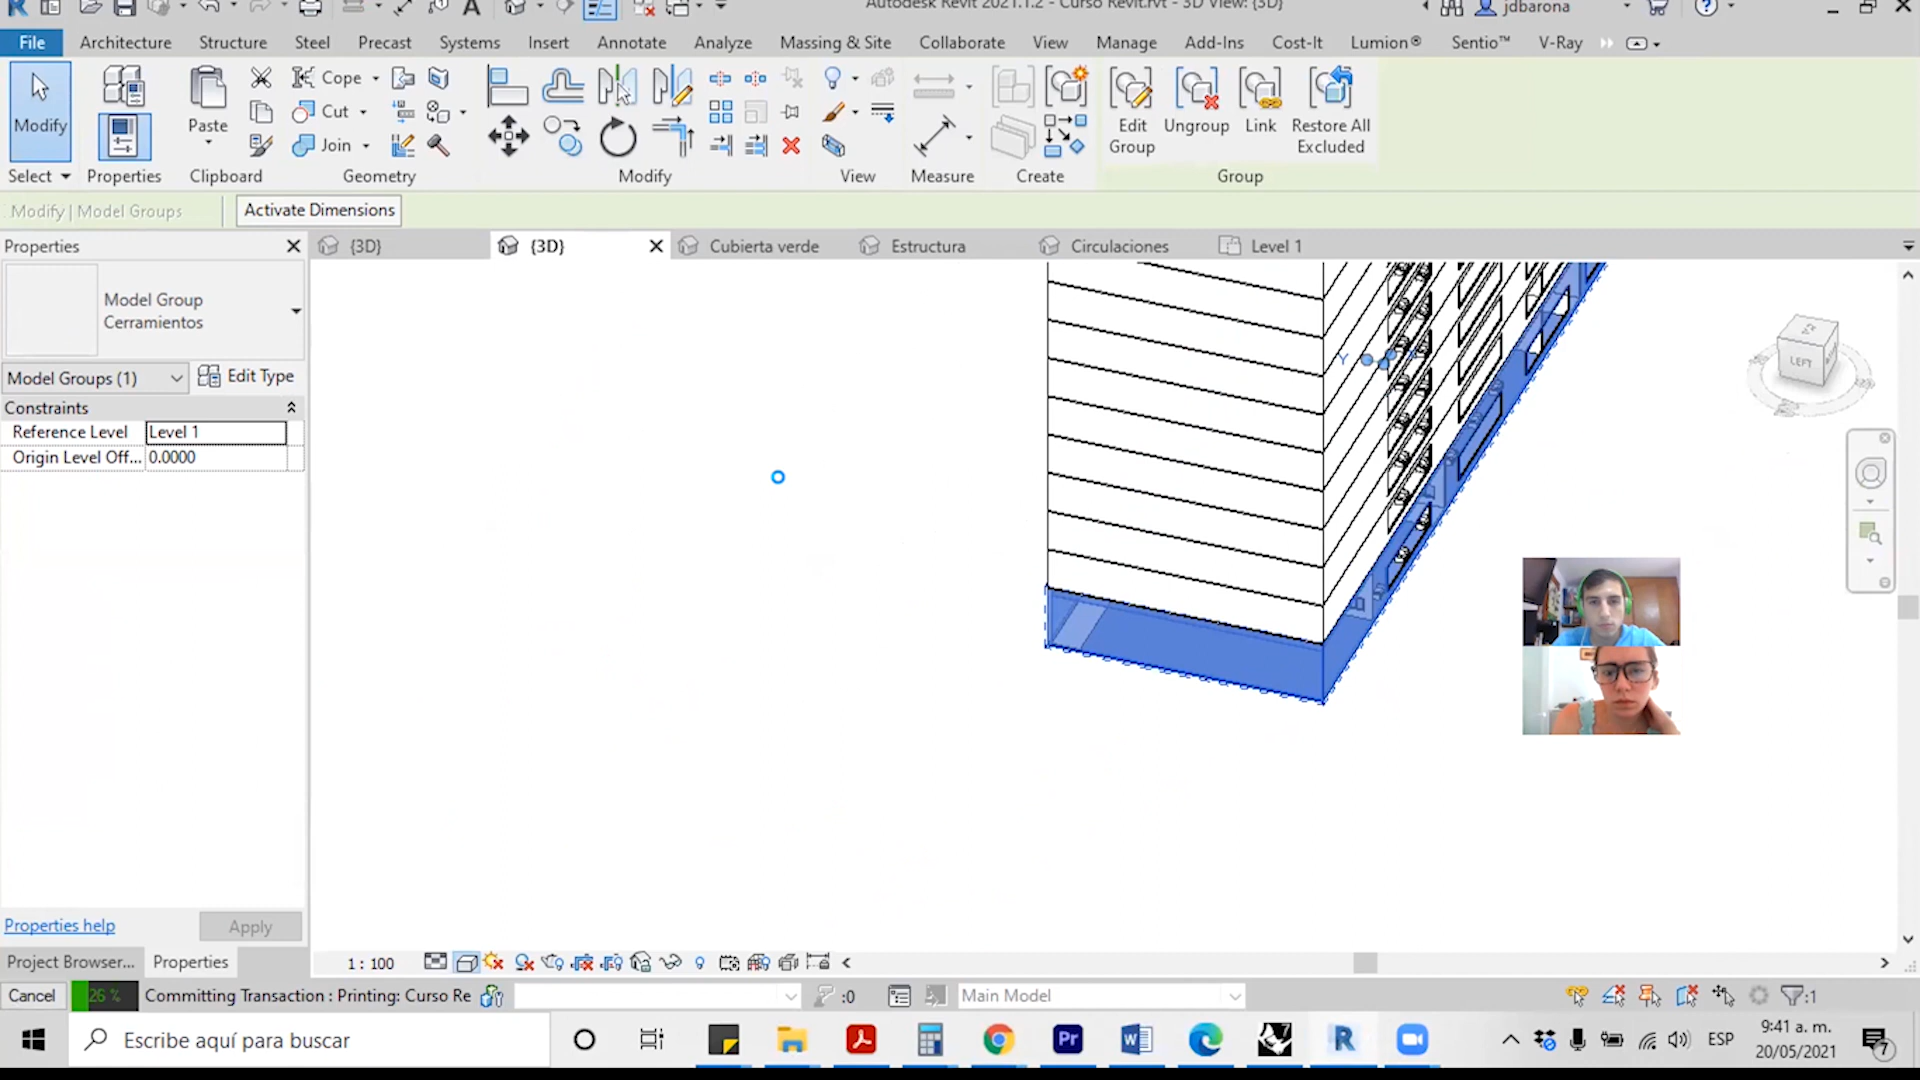 Autodesk Revit 2021.1.2 - Curso Revit.rvt - 3D View: {3D}
jdbarona
File Architecture Structure Steel Precast Systems Insert Annotate Analyze Massing & Site Collaborate View Manage Add-Ins Cost-It Lumion® Sentio™ V-Ray
Modify
Paste
Cope
Cut
Join
Edit Group
Ungroup
Link
Restore All Excluded
Select Properties Clipboard Geometry Modify View Measure Create Group
Modify | Model Groups
Activate Dimensions
Properties
{3D} {3D} Cubierta verde Estructura Circulaciones Level 1
Model Group
Cerramientos
Model Groups (1)
Edit Type
Constraints
Reference Level Level 1
Origin Level Off... 0.0000
Y
LEFT
Properties help
Apply
Project Browser...
Properties
1 : 100
Cancel
26 %
Committing Transaction : Printing: Curso Re
:0
Main Model
:1
Escribe aquí para buscar
Pr
ESP
9:41 a. m.
20/05/2021
7